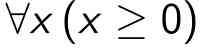 ∀x (x ≥ 0)